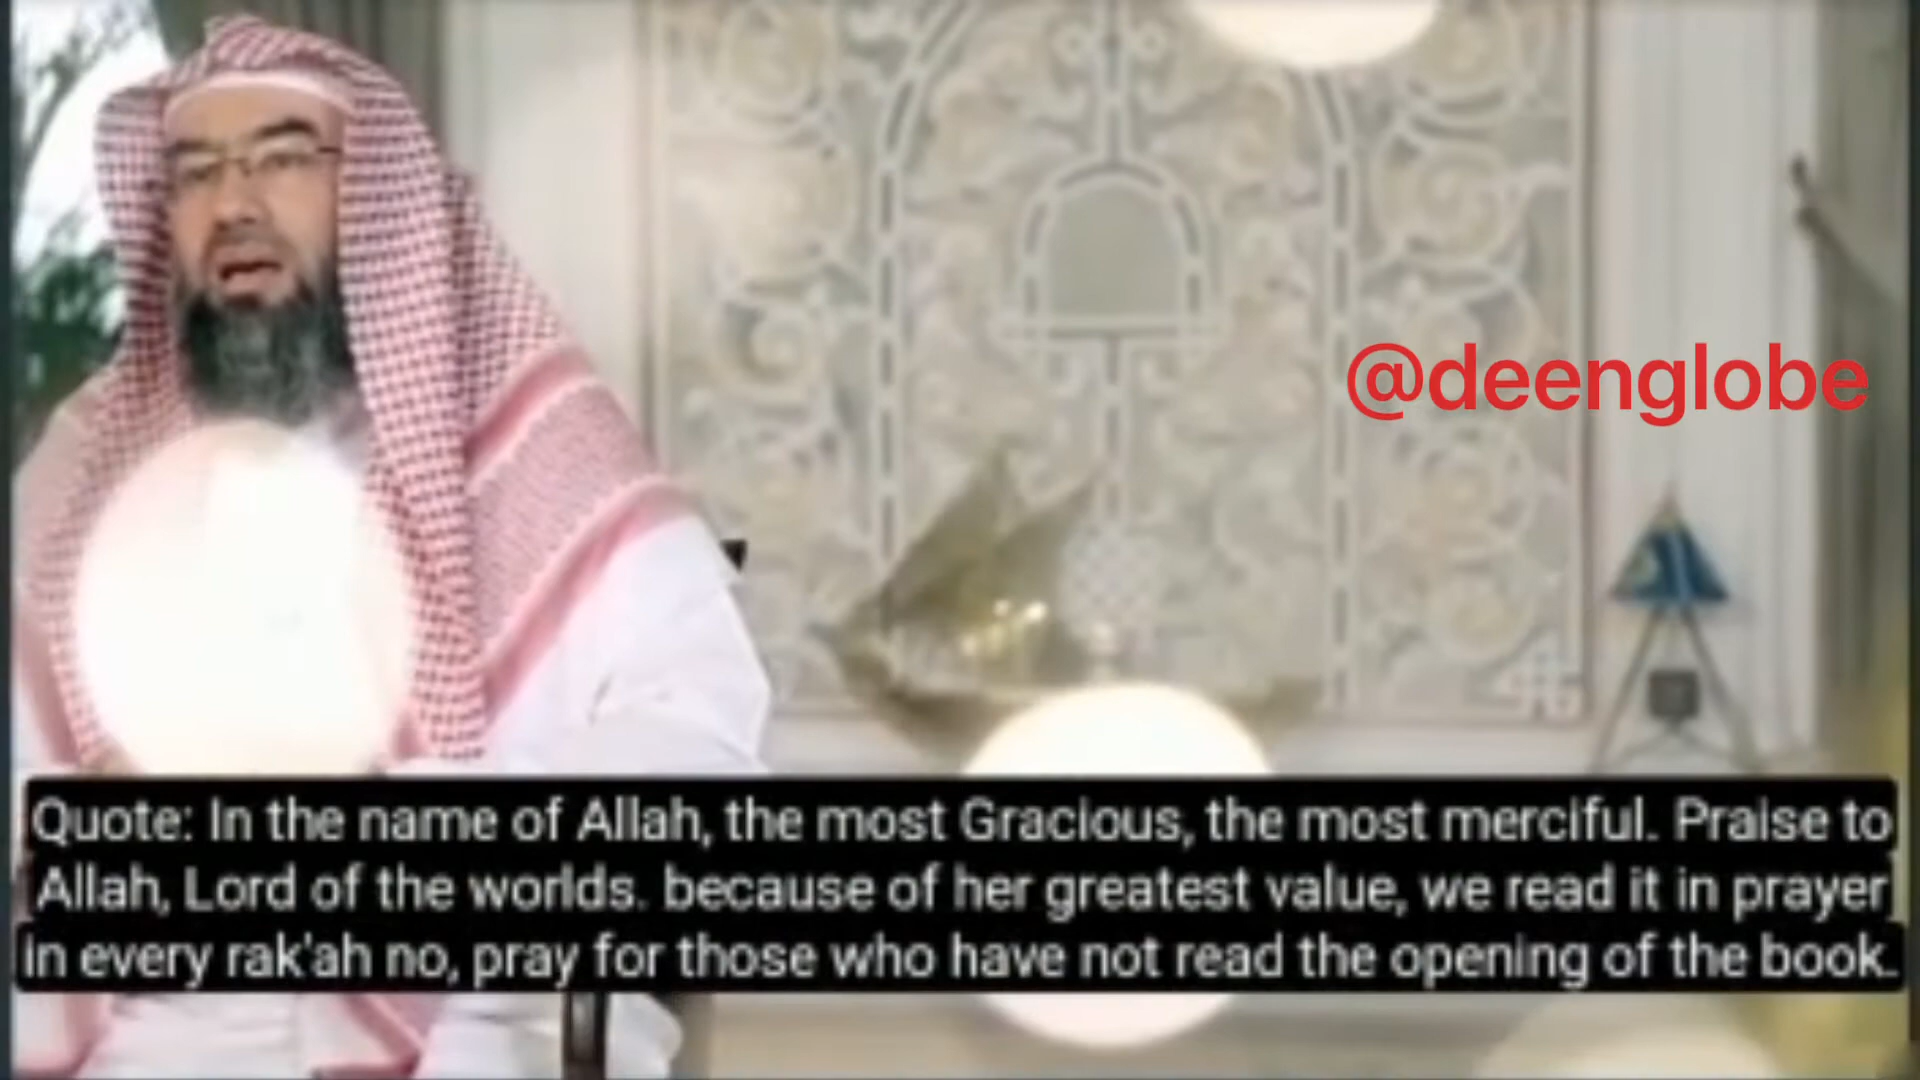 @deenglobe
Quote: In the name of Allah, the most Gracious, the most merciful. Praise to
Allah, Lord of the worlds. because of her greatest value, we read it in prayer
in every rak'ah no, pray for those who have not read the opening of the book.